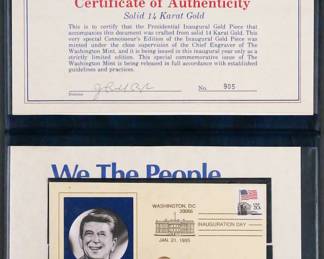 Certificate of Authenticity
Solid 14 Karat Gold
This is to certify that the Presidential Inaugural Gold Piece that
accompanies this document was crafted from solid 14 Karat Gold. This
very special Connoisseur's Edition of the Inaugural Gold Piece was
minted under the close supervision of the Chief Engraver of The
Washington Mint, and it is being issued in this inaugural year only as a
strictly limited edition. This special commemorative issue of The
Washington Mint is being released in full accordance with established
guidelines and practices.
No. 905
We The People
WASHINGTON, D.C.
20066
INAUGURATION DAY
JAN. 21, 1985
USA 20c